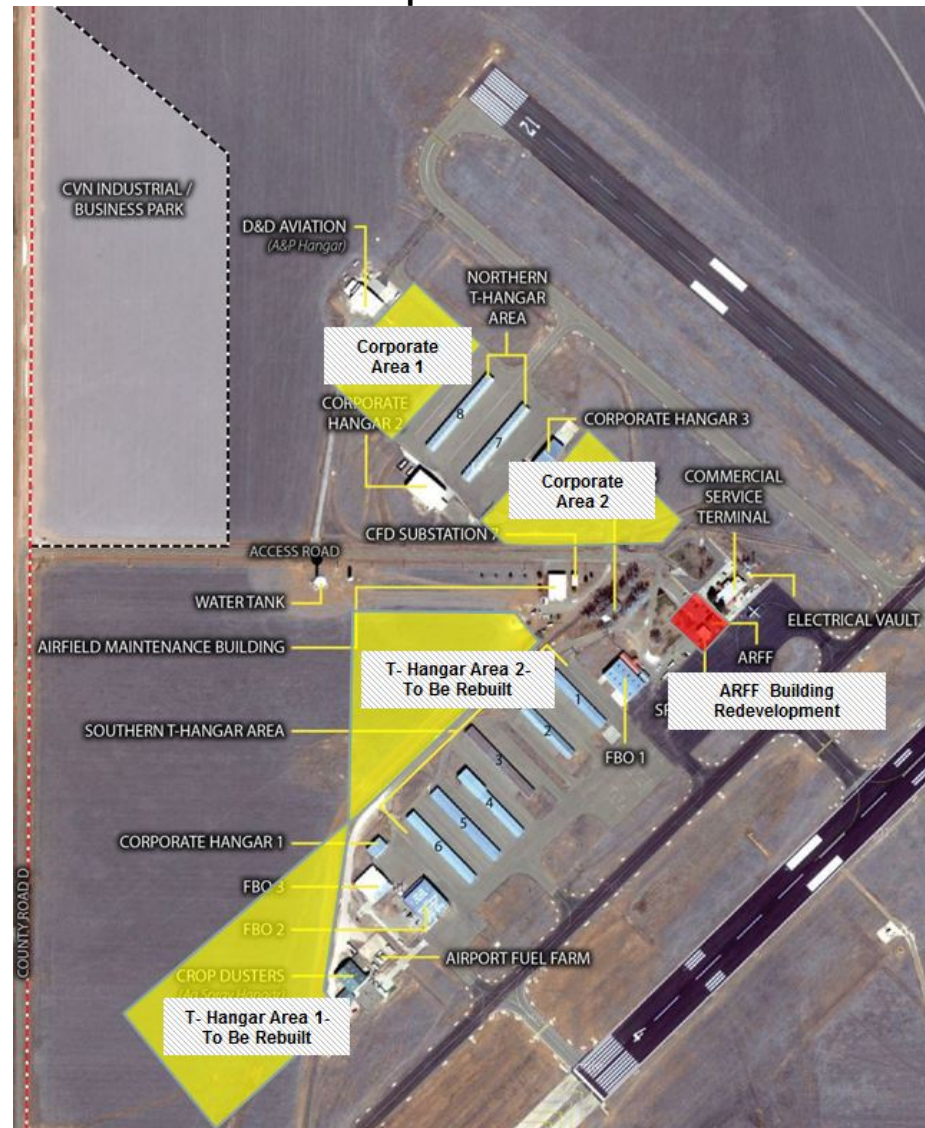 21
CVN INDUSTRIAL /
BUSINESS PARK
D&D AVIATION
(A&P Hangar)
NORTHERN
T-HANGAR
AREA
Corporate
Area 1
CORPORATE
HANGAR 2
8
7
CORPORATE HANGAR 3
Corporate
Area 2
COMMERCIAL
SERVICE
TERMINAL
CFD SUBSTATION 7
ACCESS ROAD
WATER TANK
ELECTRICAL VAULT
AIRFIELD MAINTENANCE BUILDING
ARFF
T- Hangar Area 2-
To Be Rebuilt
ARFF Building
Redevelopment
SOUTHERN T-HANGAR AREA
1
2
3
4
5
6
FBO 1
CORPORATE HANGAR 1
FBO 3
FBO 2
AIRPORT FUEL FARM
CROP DUSTERS
(Ag Spray Hangar)
T- Hangar Area 1-
To Be Rebuilt
COUNTY ROAD D
4